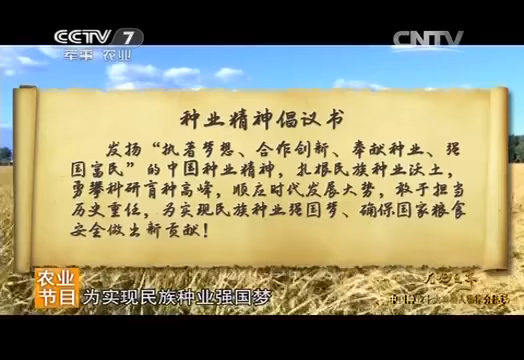 CCTV 7
军事 农业
CNTV
种业精神倡议书
发扬“执著梦想、合作创新、奉献种业、强
国富民”的中国种业精神，扎根民族种业沃土，
勇攀科研育种高峰，顺应时代发展大势，敢于担当
历史重任，为实现民族种业强国梦、确保国家粮食
安全做出新贡献！
农业
节目
为实现民族种业强国梦